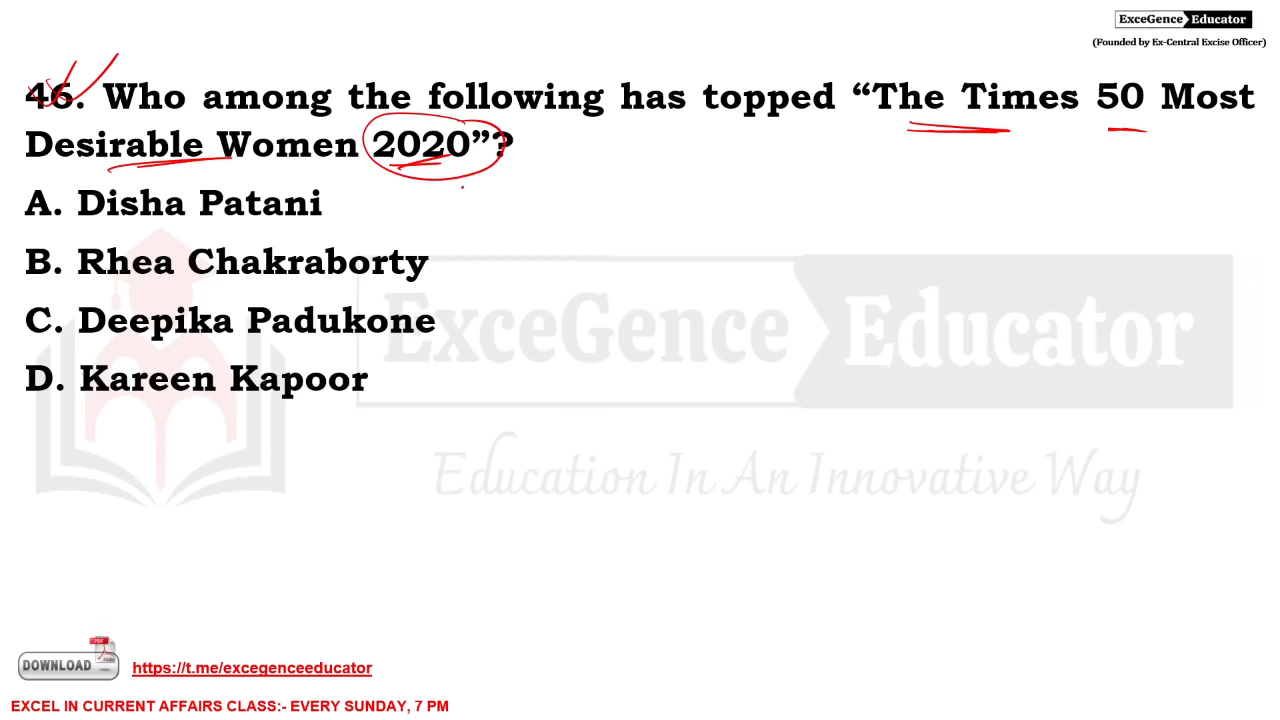 ExceGence Educator
(Founded by Ex-Central Excise Officer)
46. Who among the following has topped “The Times 50 Most
Desirable Women 2020”?
A. Disha Patani
B. Rhea Chakraborty
C. Deepika Padukone
D. Kareen Kapoor
ExceGence Educator
Education In An Innovative Way
PDF
DOWNLOAD
https://t.me/excegenceeducator
EXCEL IN CURRENT AFFAIRS CLASS:- EVERY SUNDAY, 7 PM